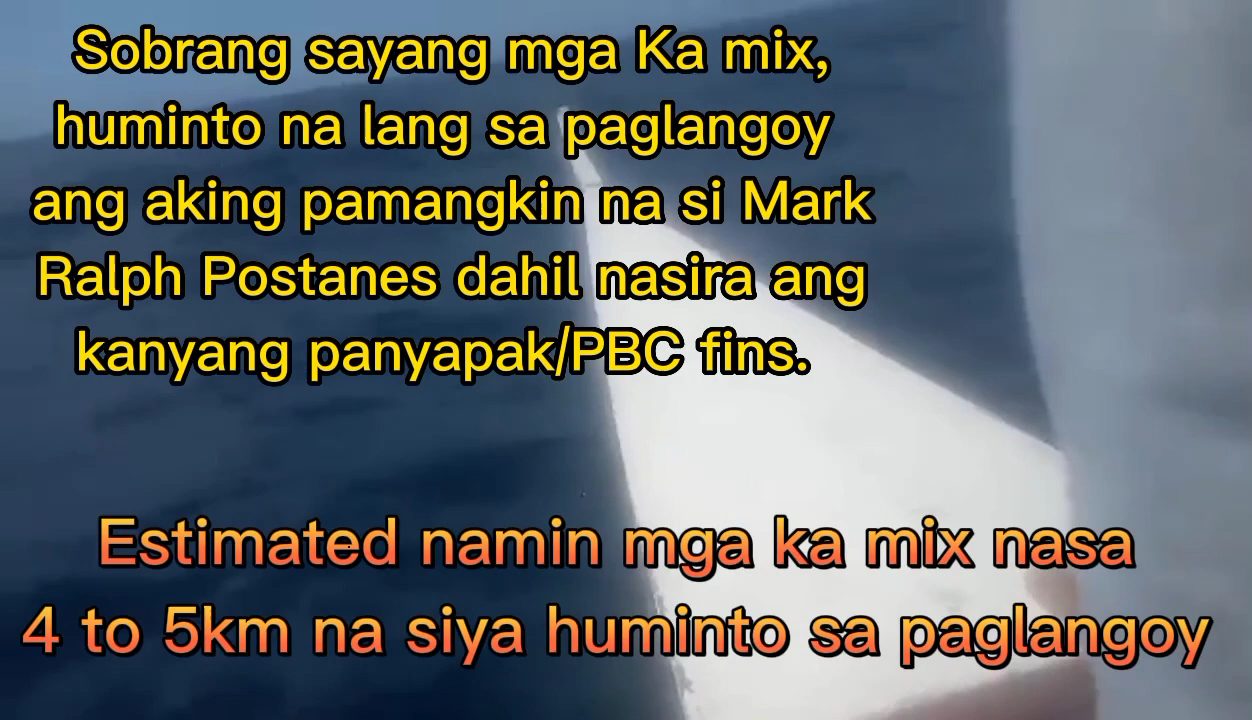 Sobrang sayang mga Ka mix,
huminto na lang sa paglangoy
ang aking pamangkin na si Mark
Ralph Postanes dahil nasira ang
kanyang panyapak/PBC fins.
Estimated namin mga ka mix nasa
4 to 5km na siya huminto sa paglangoy